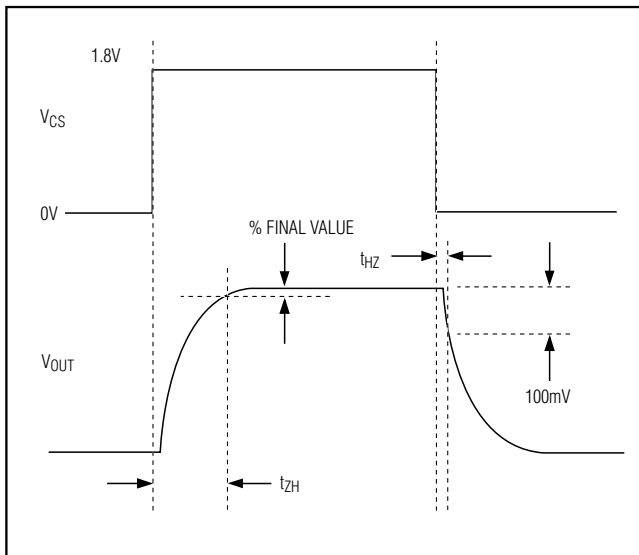 1.8V
VCS
0V
% FINAL VALUE
tHZ
VOUT
100mV
tZH